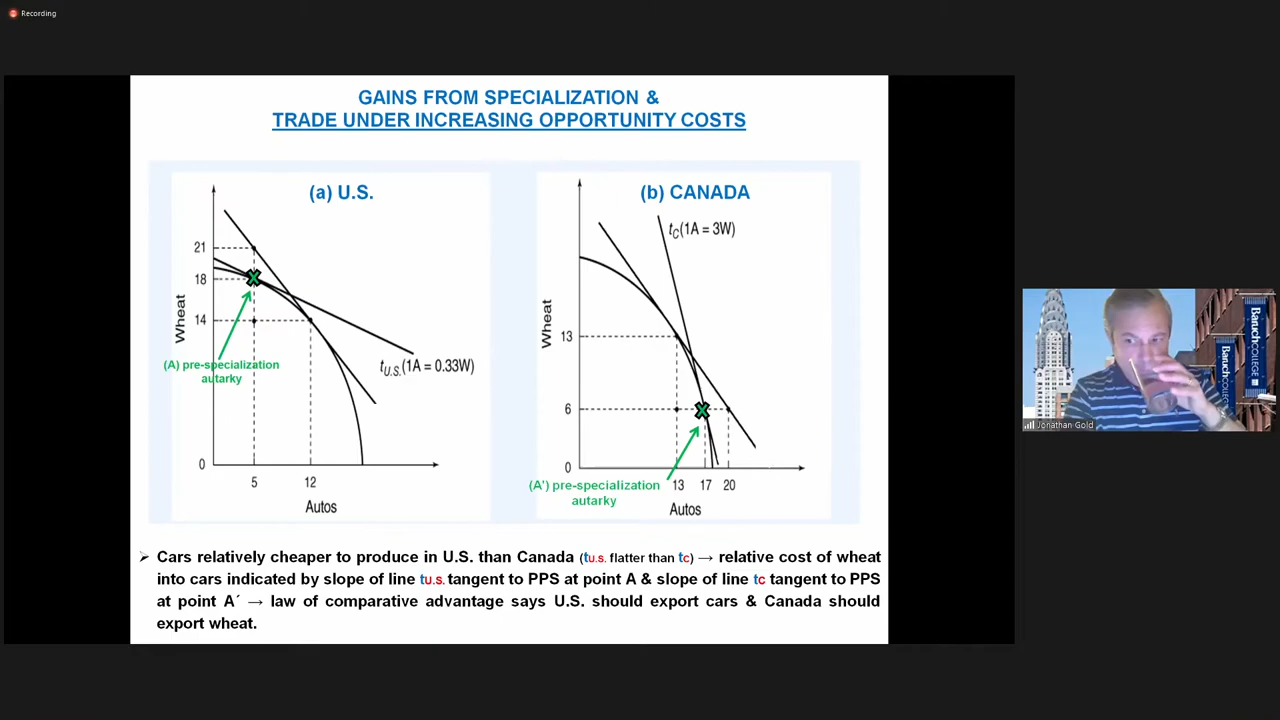 Recording
GAINS FROM SPECIALIZATION &
TRADE UNDER INCREASING OPPORTUNITY COSTS
(a) U.S.
21
18
14
0
Wheat
5
12
Autos
(A) pre-specialization
autarky
tU.S.(1A = 0.33W)
(b) CANADA
tC(1A = 3W)
Wheat
13
6
0
13
17
20
Autos
(A') pre-specialization
autarky
➢ Cars relatively cheaper to produce in U.S. than Canada (tU.S. flatter than tC) → relative cost of wheat
into cars indicated by slope of line tU.S. tangent to PPS at point A & slope of line tC tangent to PPS
at point A´ → law of comparative advantage says U.S. should export cars & Canada should
export wheat.
Baruch COLLEGE
Baruch COLLEGE
Jonathan Gold